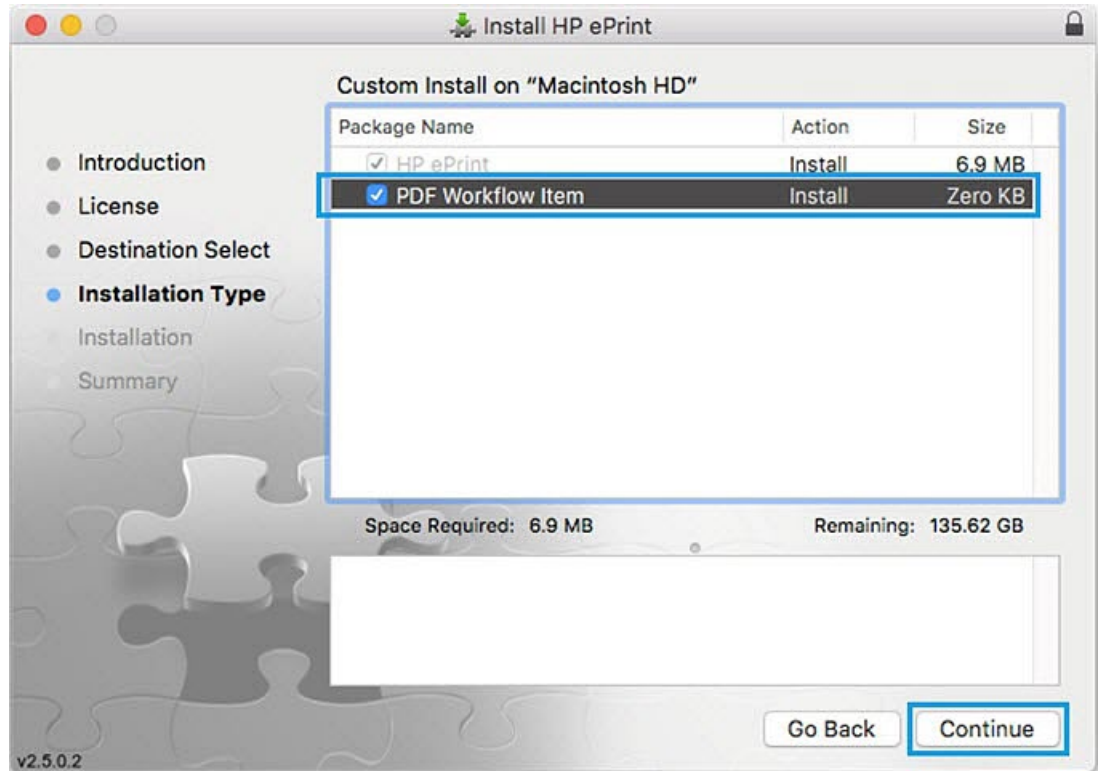 Install HP ePrint
Custom Install on “Macintosh HD”
Package Name Action Size
HP ePrint Install 6.9 MB
PDF Workflow Item Install Zero KB
Introduction
License
Destination Select
Installation Type
Installation
Summary
Space Required: 6.9 MB Remaining: 135.62 GB
Go Back Continue
v2.5.0.2